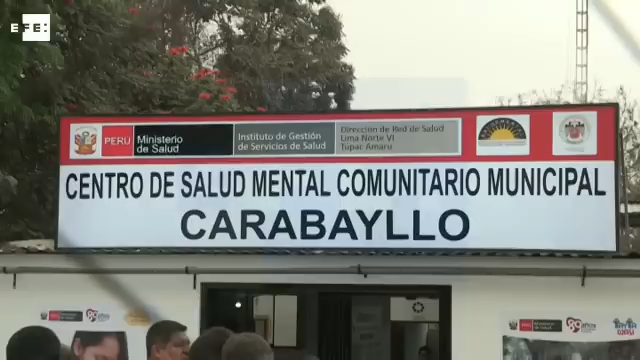 EFE:
PERÚ
Ministerio
de Salud
Instituto de Gestión
de Servicios de Salud
Dirección de Red de Salud
Lima Norte VI
Túpac Amaru
CENTRO DE SALUD MENTAL COMUNITARIO MUNICIPAL
CARABAYLLO